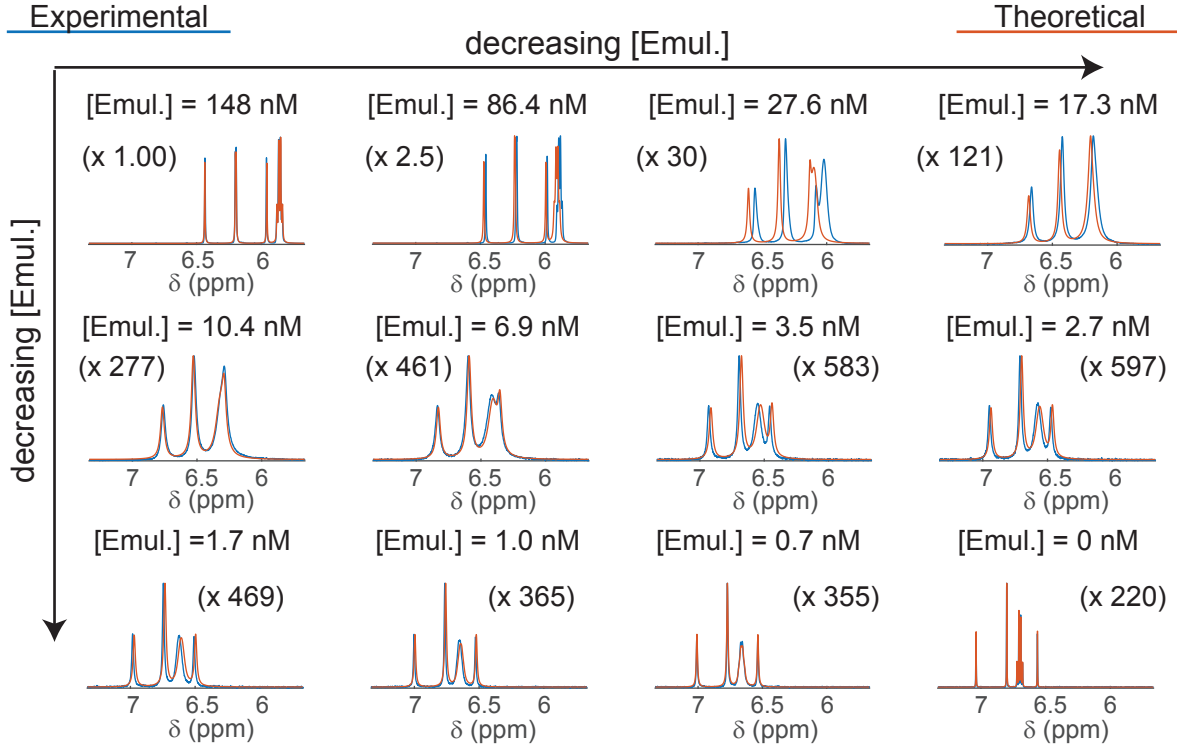 Experimental
Theoretical
decreasing [Emul.]
decreasing [Emul.]
[Emul.] = 148 nM
(x 1.00)
7 6.5 6
δ (ppm)
[Emul.] = 86.4 nM
(x 2.5)
7 6.5 6
δ (ppm)
[Emul.] = 27.6 nM
(x 30)
7 6.5 6
δ (ppm)
[Emul.] = 17.3 nM
(x 121)
7 6.5 6
δ (ppm)
[Emul.] = 10.4 nM
(x 277)
7 6.5 6
δ (ppm)
[Emul.] = 6.9 nM
(x 461)
7 6.5 6
δ (ppm)
[Emul.] = 3.5 nM
(x 583)
7 6.5 6
δ (ppm)
[Emul.] = 2.7 nM
(x 597)
7 6.5 6
δ (ppm)
[Emul.] =1.7 nM
(x 469)
7 6.5 6
δ (ppm)
[Emul.] = 1.0 nM
(x 365)
7 6.5 6
δ (ppm)
[Emul.] = 0.7 nM
(x 355)
7 6.5 6
δ (ppm)
[Emul.] = 0 nM
(x 220)
7 6.5 6
δ (ppm)